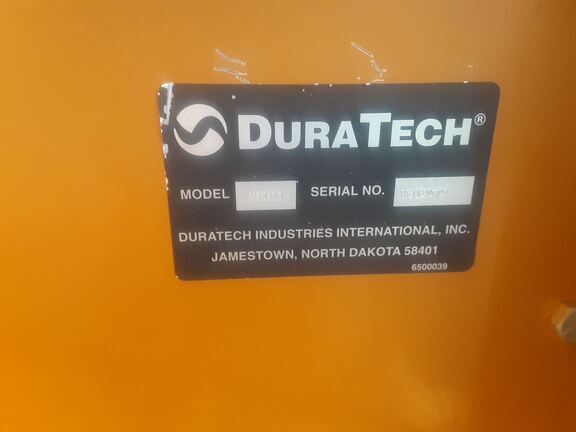 DURATECH®
MODEL SERIAL NO.
DURATECH INDUSTRIES INTERNATIONAL, INC.
JAMESTOWN, NORTH DAKOTA 58401
6500039